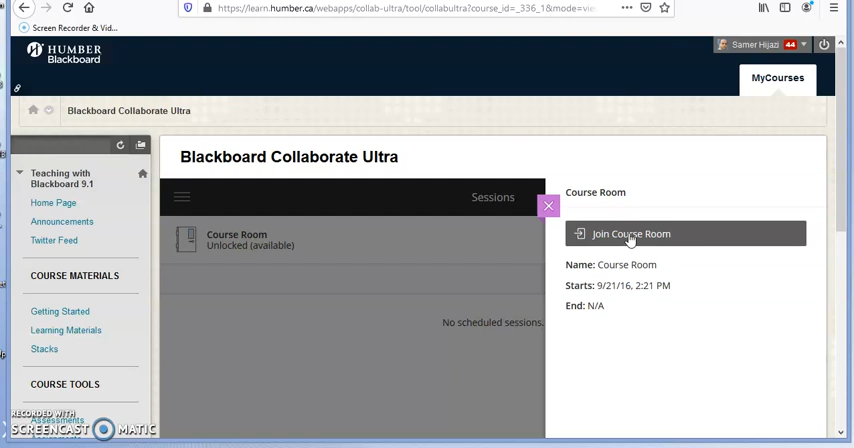 https://learn.humber.ca/webapps/collab-ultra/tool/collabultra?course_id=_336_1&mode=vie
Screen Recorder & Vid...
HUMBER
Blackboard
Samer Hijazi 44
MyCourses
Blackboard Collaborate Ultra
Teaching with
Blackboard 9.1
Home Page
Announcements
Twitter Feed
COURSE MATERIALS
Getting Started
Learning Materials
Stacks
COURSE TOOLS
Assessments
Blackboard Collaborate Ultra
Sessions
Course Room
Unlocked (available)
No scheduled sessions.
Course Room
Join Course Room
Name: Course Room
Starts: 9/21/16, 2:21 PM
End: N/A
RECORDED WITH
SCREENCAST MATIC